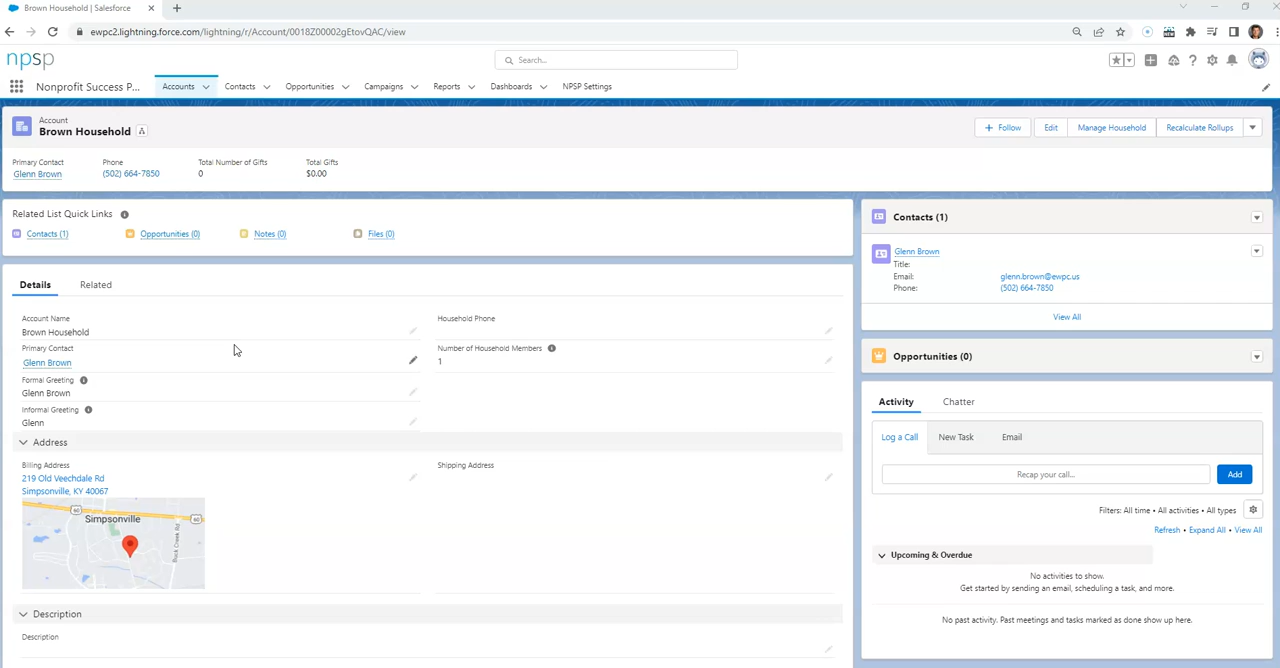 Brown Household | Salesforce
ewpc2.lightning.force.com/lightning/r/Account/0018Z00002gEtovQAC/view
npsp
Search...
Nonprofit Success P...
Accounts
Contacts
Opportunities
Campaigns
Reports
Dashboards
NPSP Settings
Account
Brown Household
+ Follow
Edit
Manage Household
Recalculate Rollups
Primary Contact
Phone
Total Number of Gifts
Total Gifts
Glenn Brown
(502) 664-7850
0
$0.00
Related List Quick Links
Contacts (1)
Opportunities (0)
Notes (0)
Files (0)
Details
Related
Account Name
Brown Household
Household Phone
Primary Contact
Glenn Brown
Number of Household Members
1
Formal Greeting
Glenn Brown
Informal Greeting
Glenn
Address
Billing Address
219 Old Veechdale Rd
Simpsonville, KY 40067
Shipping Address
Simpsonville
60
60
Buck Creek Rd
Description
Description
Contacts (1)
Glenn Brown
Title:
Email:
glenn.brown@ewpc.us
Phone:
(502) 664-7850
View All
Opportunities (0)
Activity
Chatter
Log a Call
New Task
Email
Recap your call...
Add
Filters: All time • All activities • All types
Refresh • Expand All • View All
Upcoming & Overdue
No activities to show.
Get started by sending an email, scheduling a task, and more.
No past activity. Past meetings and tasks marked as done show up here.